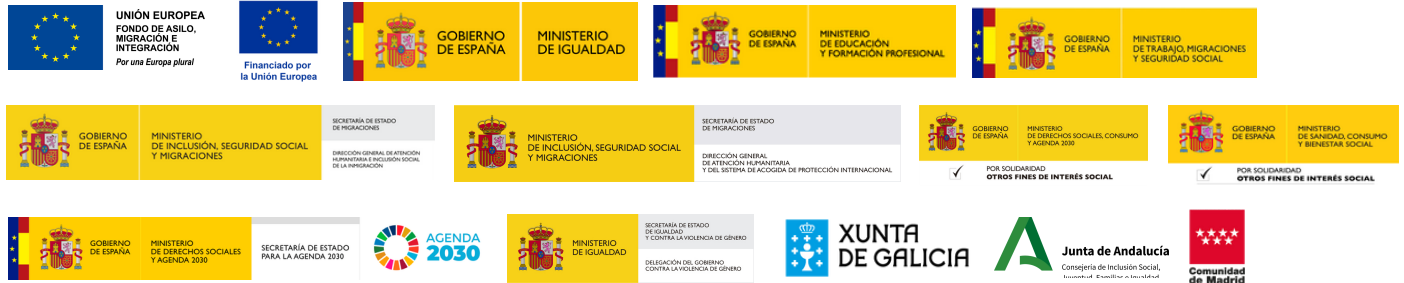 UNIÓN EUROPEA
FONDO DE ASILO,
MIGRACIÓN E
INTEGRACIÓN
Por una Europa plural
Financiado por
la Unión Europea
GOBIERNO
DE ESPAÑA
MINISTERIO
DE IGUALDAD
GOBIERNO
DE ESPAÑA
MINISTERIO
DE EDUCACIÓN
Y FORMACIÓN PROFESIONAL
GOBIERNO
DE ESPAÑA
MINISTERIO
DE TRABAJO, MIGRACIONES
Y SEGURIDAD SOCIAL
GOBIERNO
DE ESPAÑA
MINISTERIO
DE INCLUSIÓN, SEGURIDAD SOCIAL
Y MIGRACIONES
SECRETARÍA DE ESTADO
DE MIGRACIONES
DIRECCIÓN GENERAL DE ATENCIÓN
HUMANITARIA E INCLUSIÓN SOCIAL
DE LA INMIGRACIÓN
MINISTERIO
DE INCLUSIÓN, SEGURIDAD SOCIAL
Y MIGRACIONES
SECRETARÍA DE ESTADO
DE MIGRACIONES
DIRECCIÓN GENERAL
DE ATENCIÓN HUMANITARIA
Y DEL SISTEMA DE ACOGIDA DE PROTECCIÓN INTERNACIONAL
GOBIERNO
DE ESPAÑA
MINISTERIO
DE DERECHOS SOCIALES, CONSUMO
Y AGENDA 2030
POR SOLIDARIDAD
OTROS FINES DE INTERÉS SOCIAL
GOBIERNO
DE ESPAÑA
MINISTERIO
DE SANIDAD, CONSUMO
Y BIENESTAR SOCIAL
POR SOLIDARIDAD
OTROS FINES DE INTERÉS SOCIAL
GOBIERNO
DE ESPAÑA
MINISTERIO
DE DERECHOS SOCIALES
Y AGENDA 2030
SECRETARÍA DE ESTADO
PARA LA AGENDA 2030
AGENDA
2030
MINISTERIO
DE IGUALDAD
SECRETARÍA DE ESTADO
DE IGUALDAD
Y CONTRA LA VIOLENCIA DE GÉNERO
DELEGACIÓN DEL GOBIERNO
CONTRA LA VIOLENCIA DE GÉNERO
XUNTA
DE GALICIA
Junta de Andalucía
Consejería de Inclusión Social,
Juventud, Familias e Igualdad
Comunidad
de Madrid